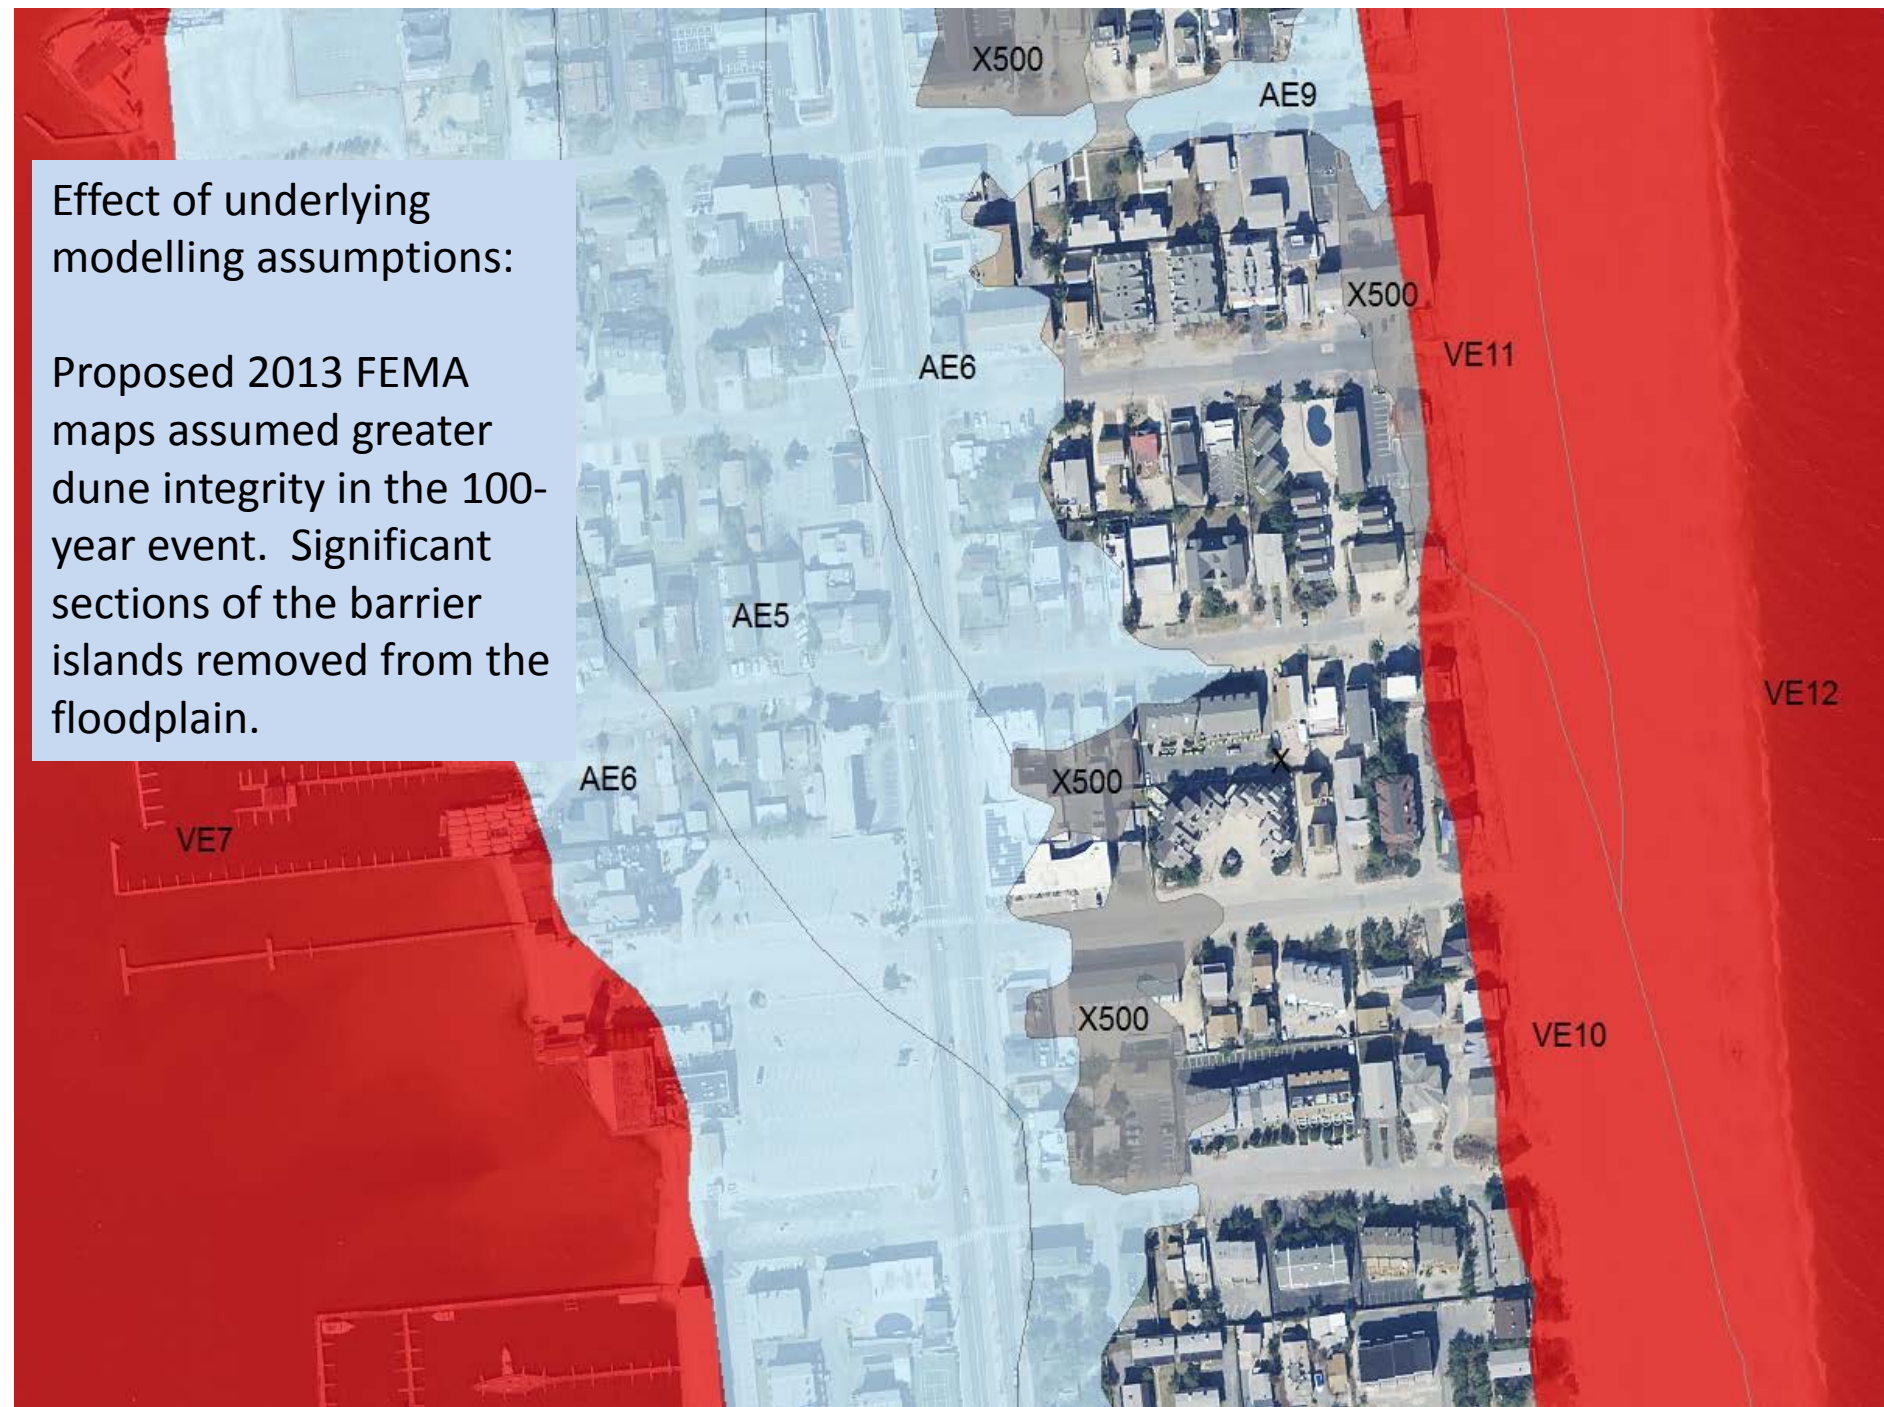 X500
AE9
Effect of underlying
modelling assumptions:
Proposed 2013 FEMA
maps assumed greater
dune integrity in the 100-
year event.  Significant
sections of the barrier
islands removed from the
floodplain.
X500
VE11
AE6
AE5
VE12
X
X500
AE6
VE7
X500
VE10